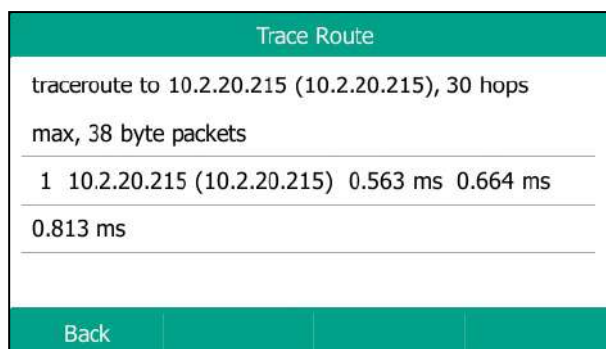 Trace Route
traceroute to 10.2.20.215 (10.2.20.215), 30 hops
max, 38 byte packets
1 10.2.20.215 (10.2.20.215) 0.563 ms 0.664 ms
0.813 ms
Back